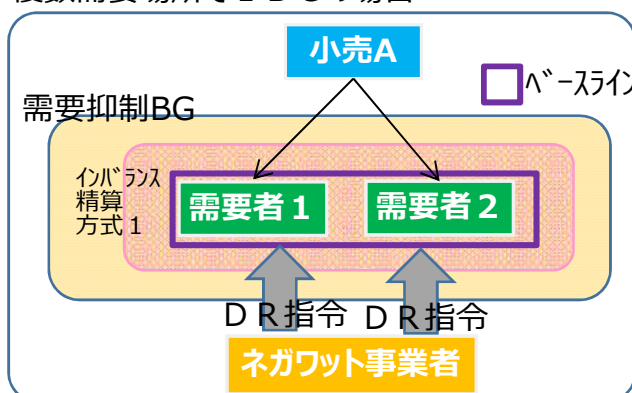 小売A
ベースライン
需要抑制BG
インバランス
精算
方式1
需要者1
需要者2
DR指令 DR指令
ネガワット事業者